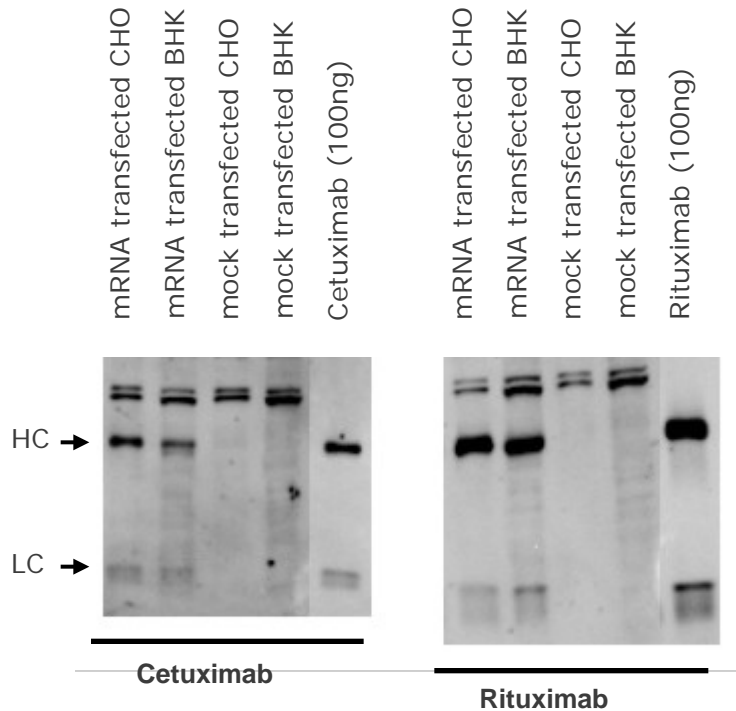 mRNA transfected CHO
mRNA transfected BHK
mock transfected CHO
mock transfected BHK
Cetuximab (100ng)
mRNA transfected CHO
mRNA transfected BHK
mock transfected CHO
mock transfected BHK
Rituximab (100ng)
HC
LC
Cetuximab
Rituximab